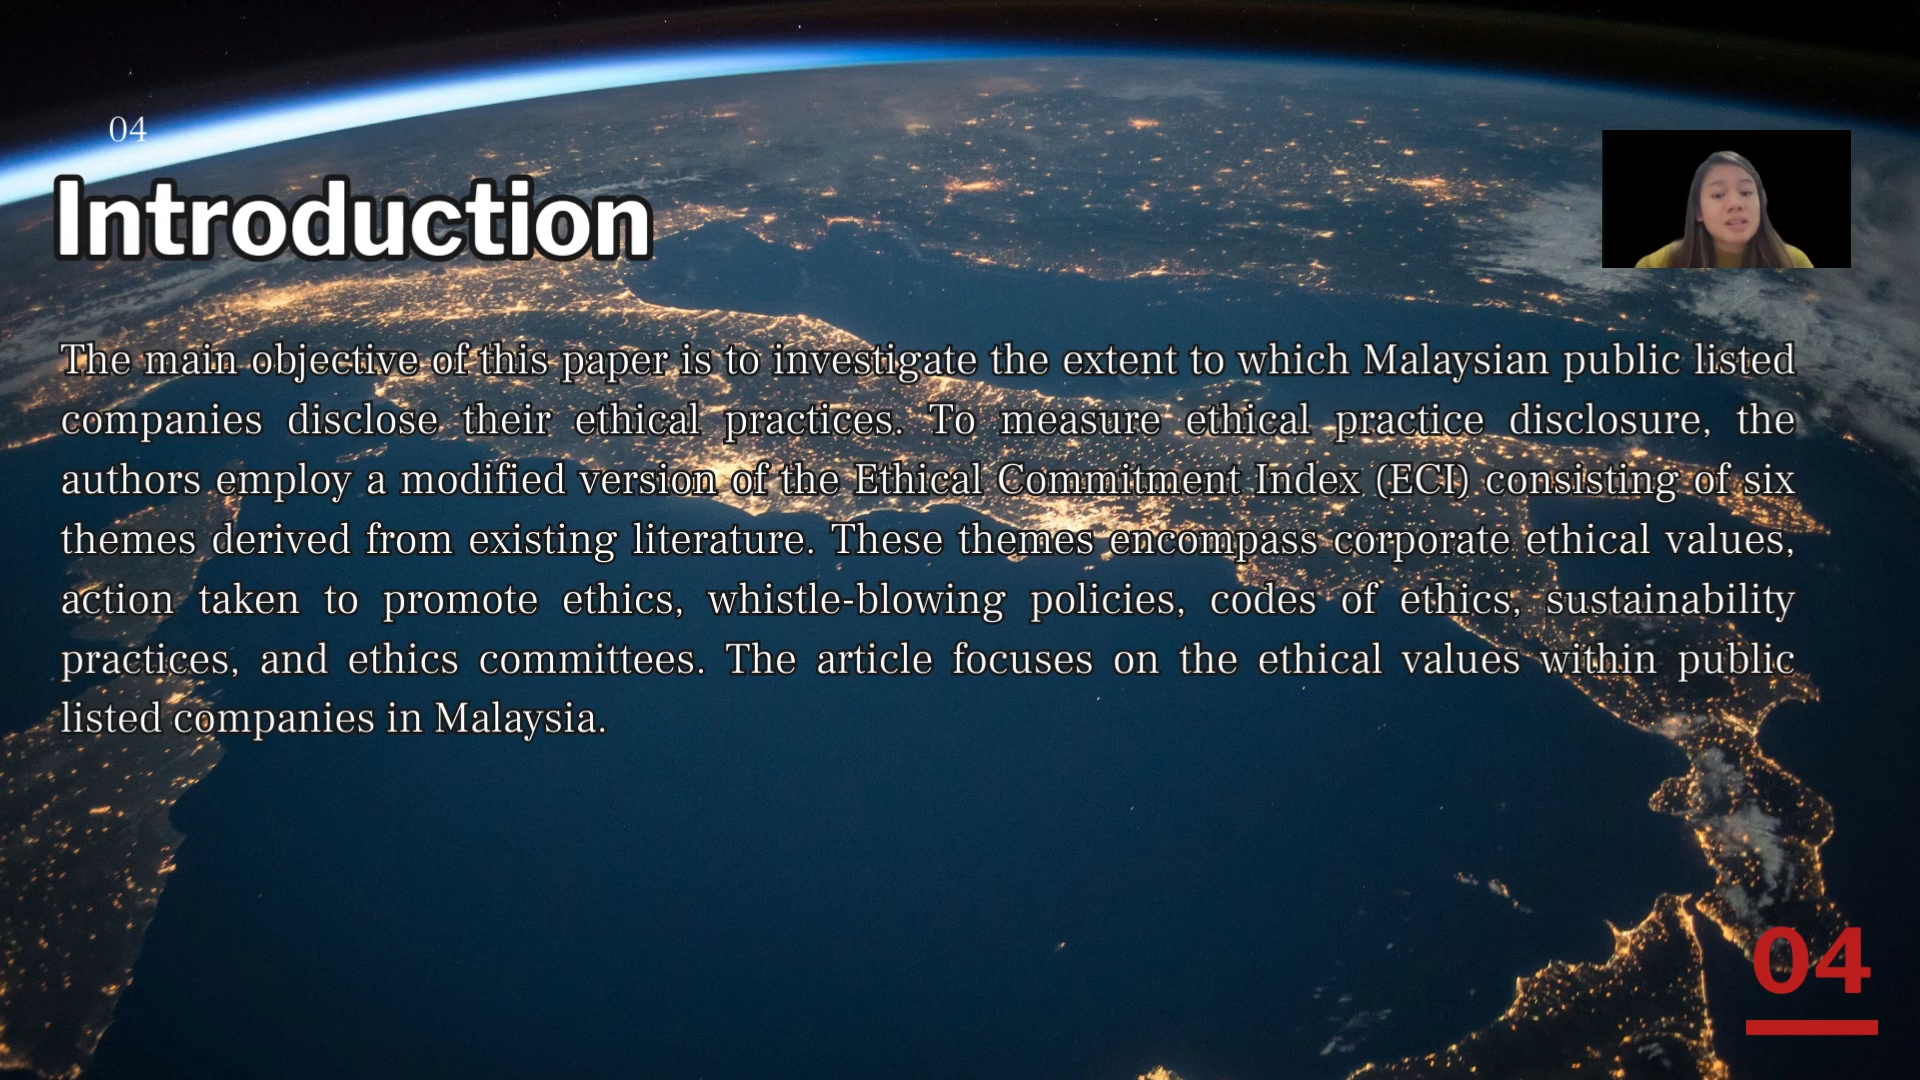 04
Introduction
The main objective of this paper is to investigate the extent to which Malaysian public listed
companies disclose their ethical practices. To measure ethical practice disclosure, the
authors employ a modified version of the Ethical Commitment Index (ECI) consisting of six
themes derived from existing literature. These themes encompass corporate ethical values,
action taken to promote ethics, whistle-blowing policies, codes of ethics, sustainability
practices, and ethics committees. The article focuses on the ethical values within public
listed companies in Malaysia.
04